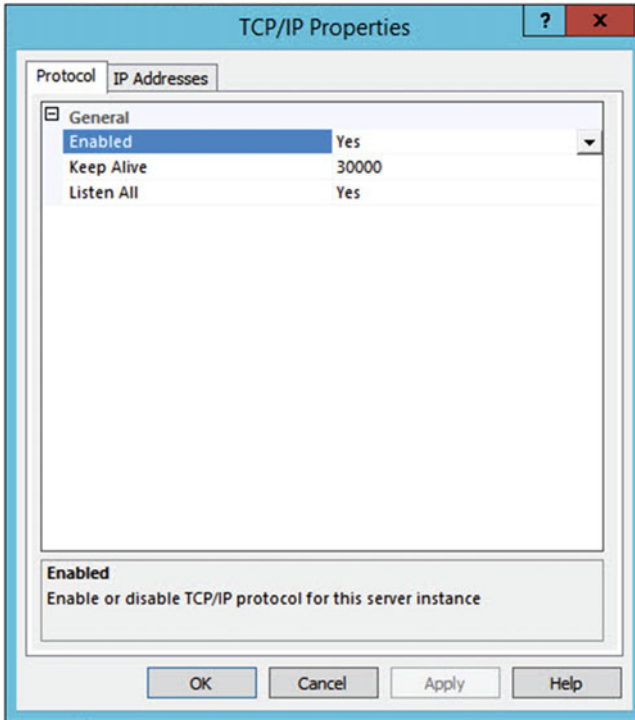 TCP/IP Properties
? x
Protocol IP Addresses
General
Enabled Yes
Keep Alive 30000
Listen All Yes
Enabled
Enable or disable TCP/IP protocol for this server instance
OK Cancel Apply Help